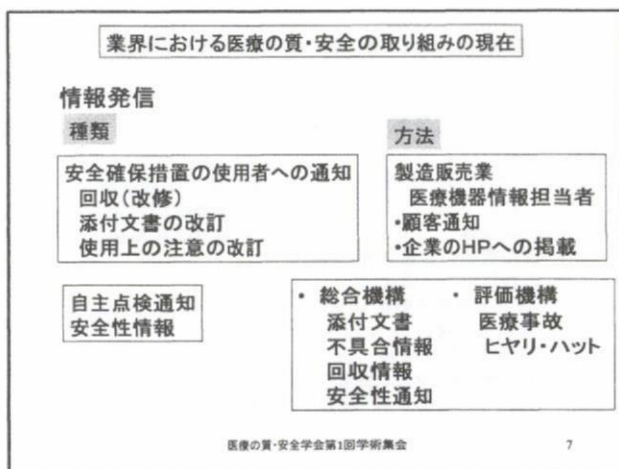 業界における医療の質・安全の取り組みの現在
情報発信
種類
安全確保措置の使用者への通知
回収(改修)
添付文書の改訂
使用上の注意の改訂
自主点検通知
安全性情報
方法
製造販売業
医療機器情報担当者
•顧客通知
•企業のHPへの掲載
• 総合機構
添付文書
不具合情報
回収情報
安全性通知
• 評価機構
医療事故
ヒヤリ・ハット
医療の質・安全学会第1回学術集会
7